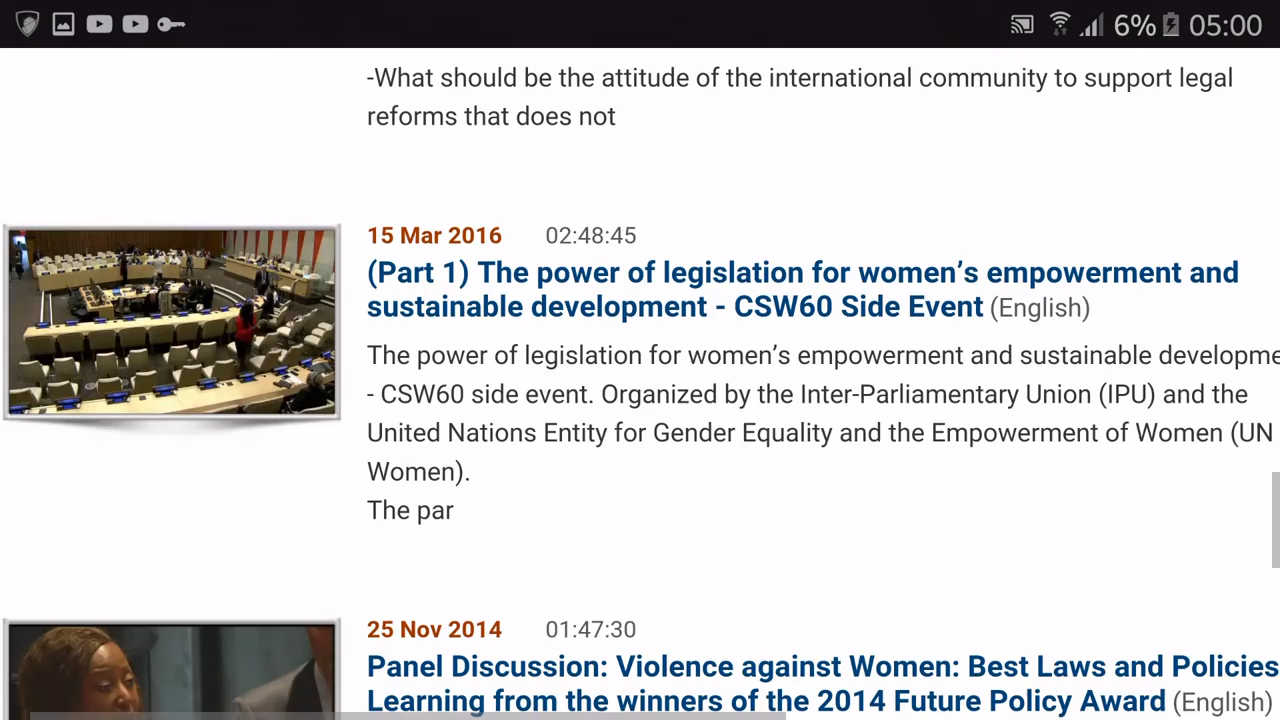 6% 05:00
-What should be the attitude of the international community to support legal
reforms that does not
15 Mar 2016 02:48:45
(Part 1) The power of legislation for women’s empowerment and
sustainable development - CSW60 Side Event (English)
The power of legislation for women’s empowerment and sustainable developme
- CSW60 side event. Organized by the Inter-Parliamentary Union (IPU) and the
United Nations Entity for Gender Equality and the Empowerment of Women (UN
Women).
The par
25 Nov 2014 01:47:30
Panel Discussion: Violence against Women: Best Laws and Policies
Learning from the winners of the 2014 Future Policy Award (English)